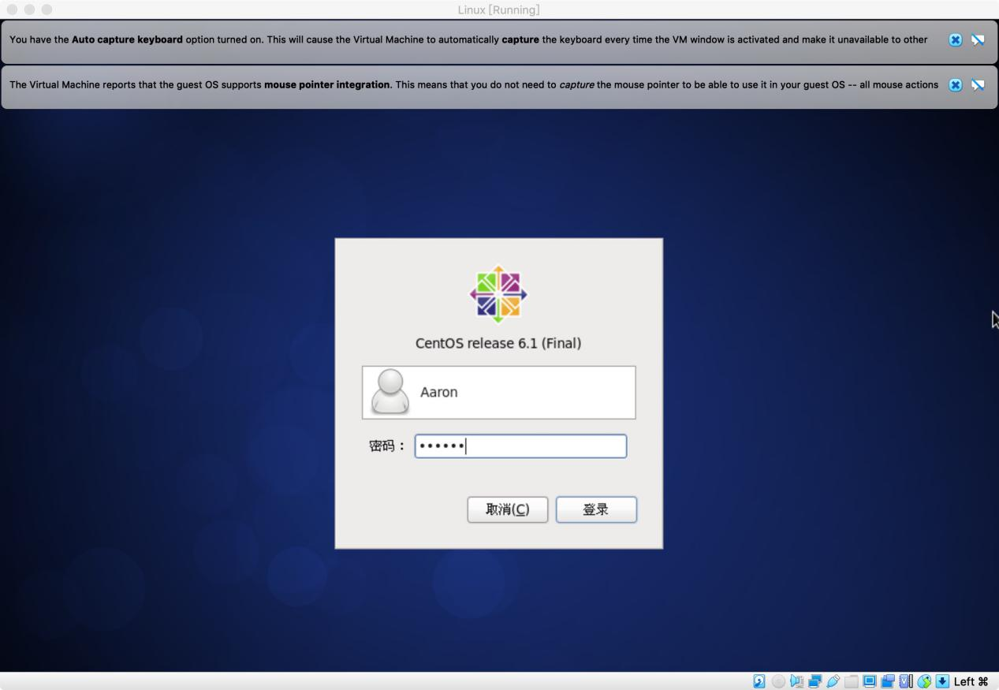 Linux [Running]
You have the Auto capture keyboard option turned on. This will cause the Virtual Machine to automatically capture the keyboard every time the VM window is activated and make it unavailable to other
The Virtual Machine reports that the guest OS supports mouse pointer integration. This means that you do not need to capture the mouse pointer to be able to use it in your guest OS -- all mouse actions
CentOS release 6.1 (Final)
Aaron
密码：
取消(C) 登录
Left ⌘